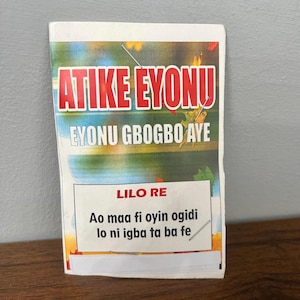 ATIKE EYONU
EYONU GBOGBO AYE
LILO RE
Ao maa fi oyin ogidi
lo ni igba ta ba fe